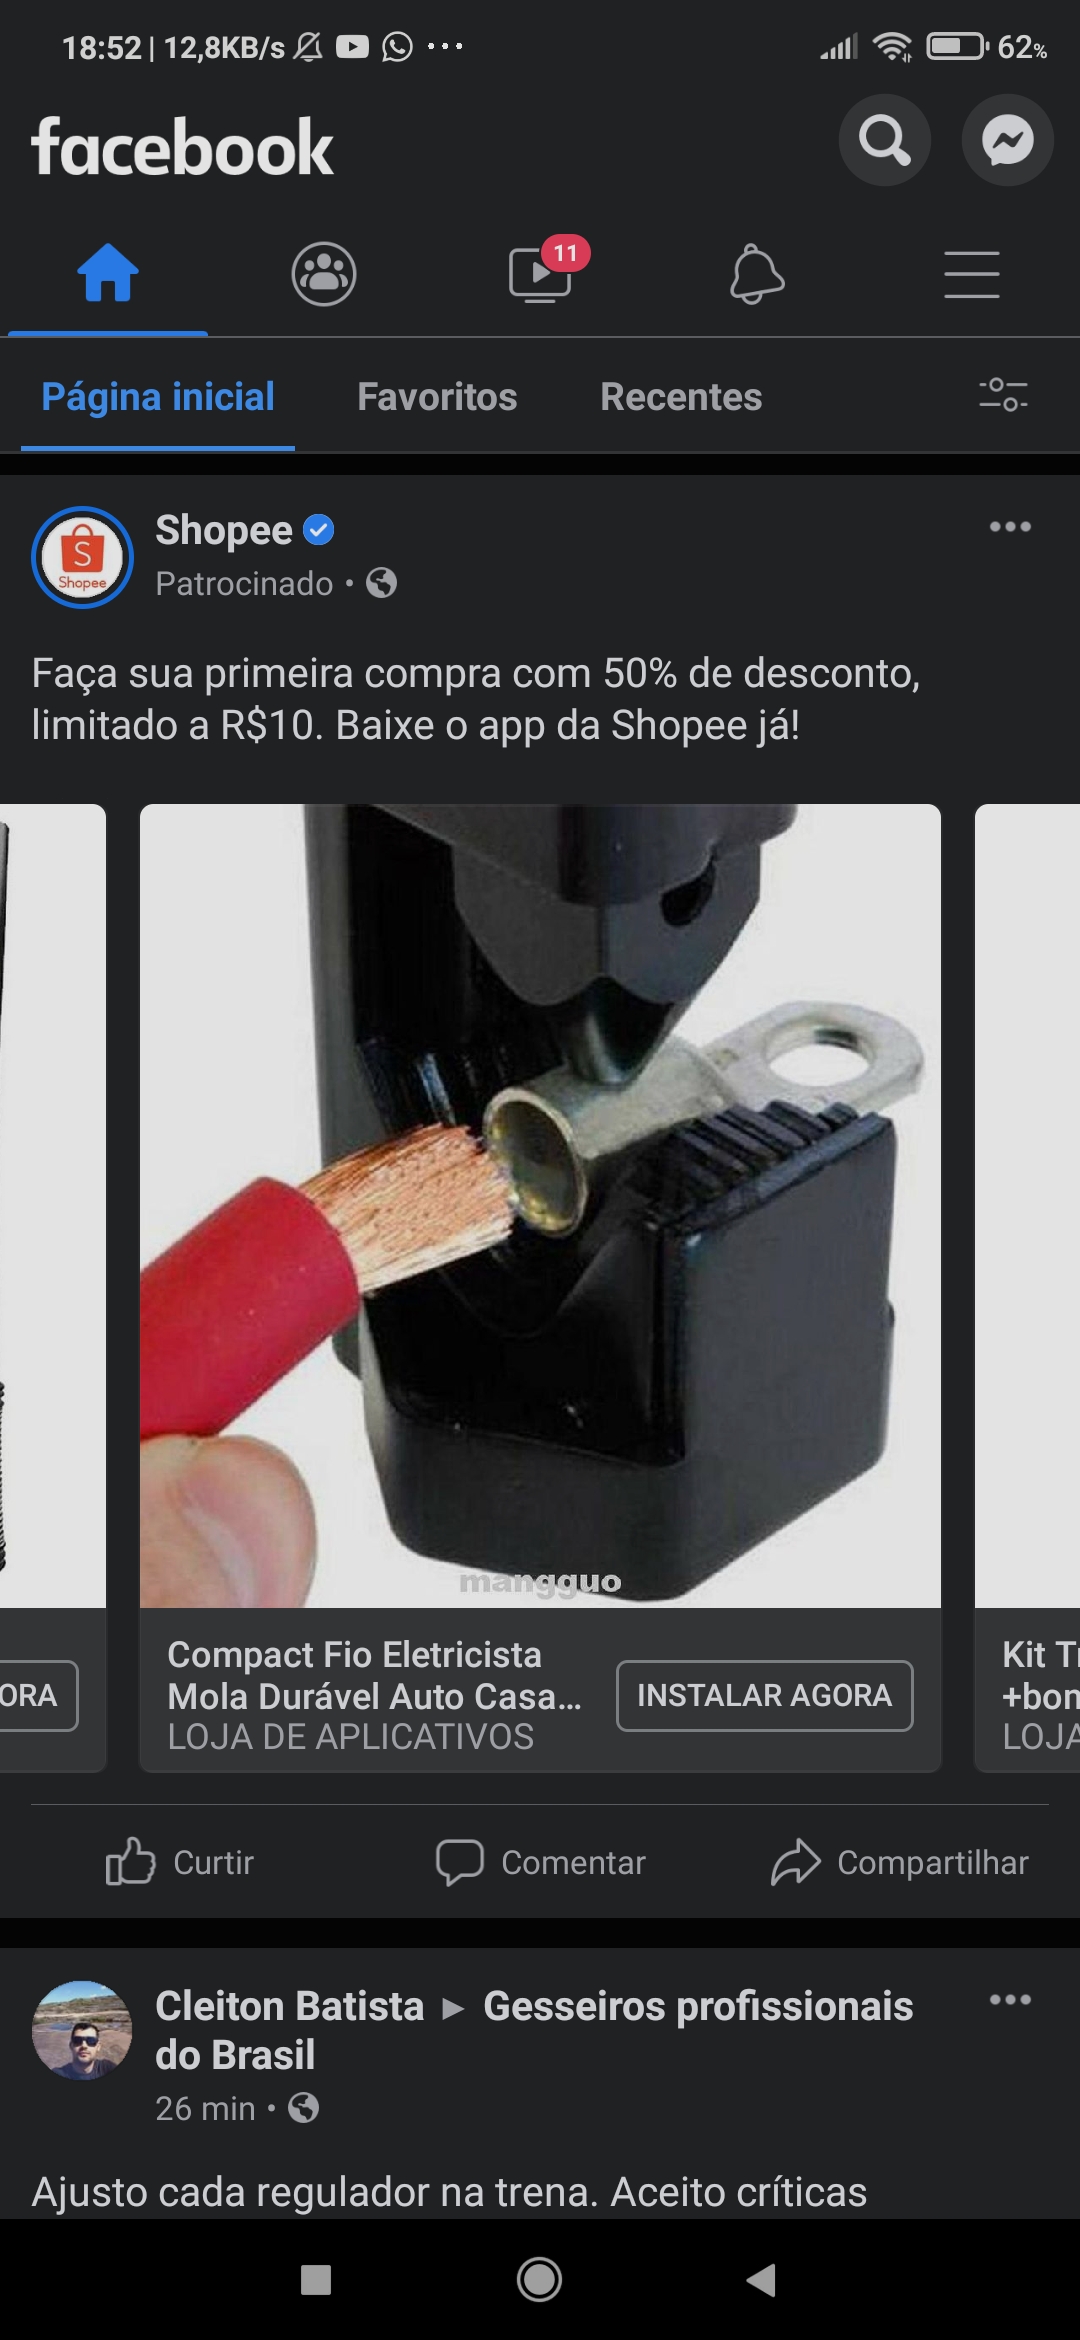 18:52 | 12,8KB/s ... 62%
facebook
11
Página inicial Favoritos Recentes
S
Shopee
Shopee
Patrocinado •
Faça sua primeira compra com 50% de desconto,
limitado a R$10. Baixe o app da Shopee já!
mangguo
ORA
Compact Fio Eletricista
Mola Durável Auto Casa...
LOJA DE APLICATIVOS
INSTALAR AGORA
Kit
+bon
LOJA
Curtir Comentar Compartilhar
Cleiton Batista ▸ Gesseiros profissionais
do Brasil
26 min •
Ajusto cada regulador na trena. Aceito críticas